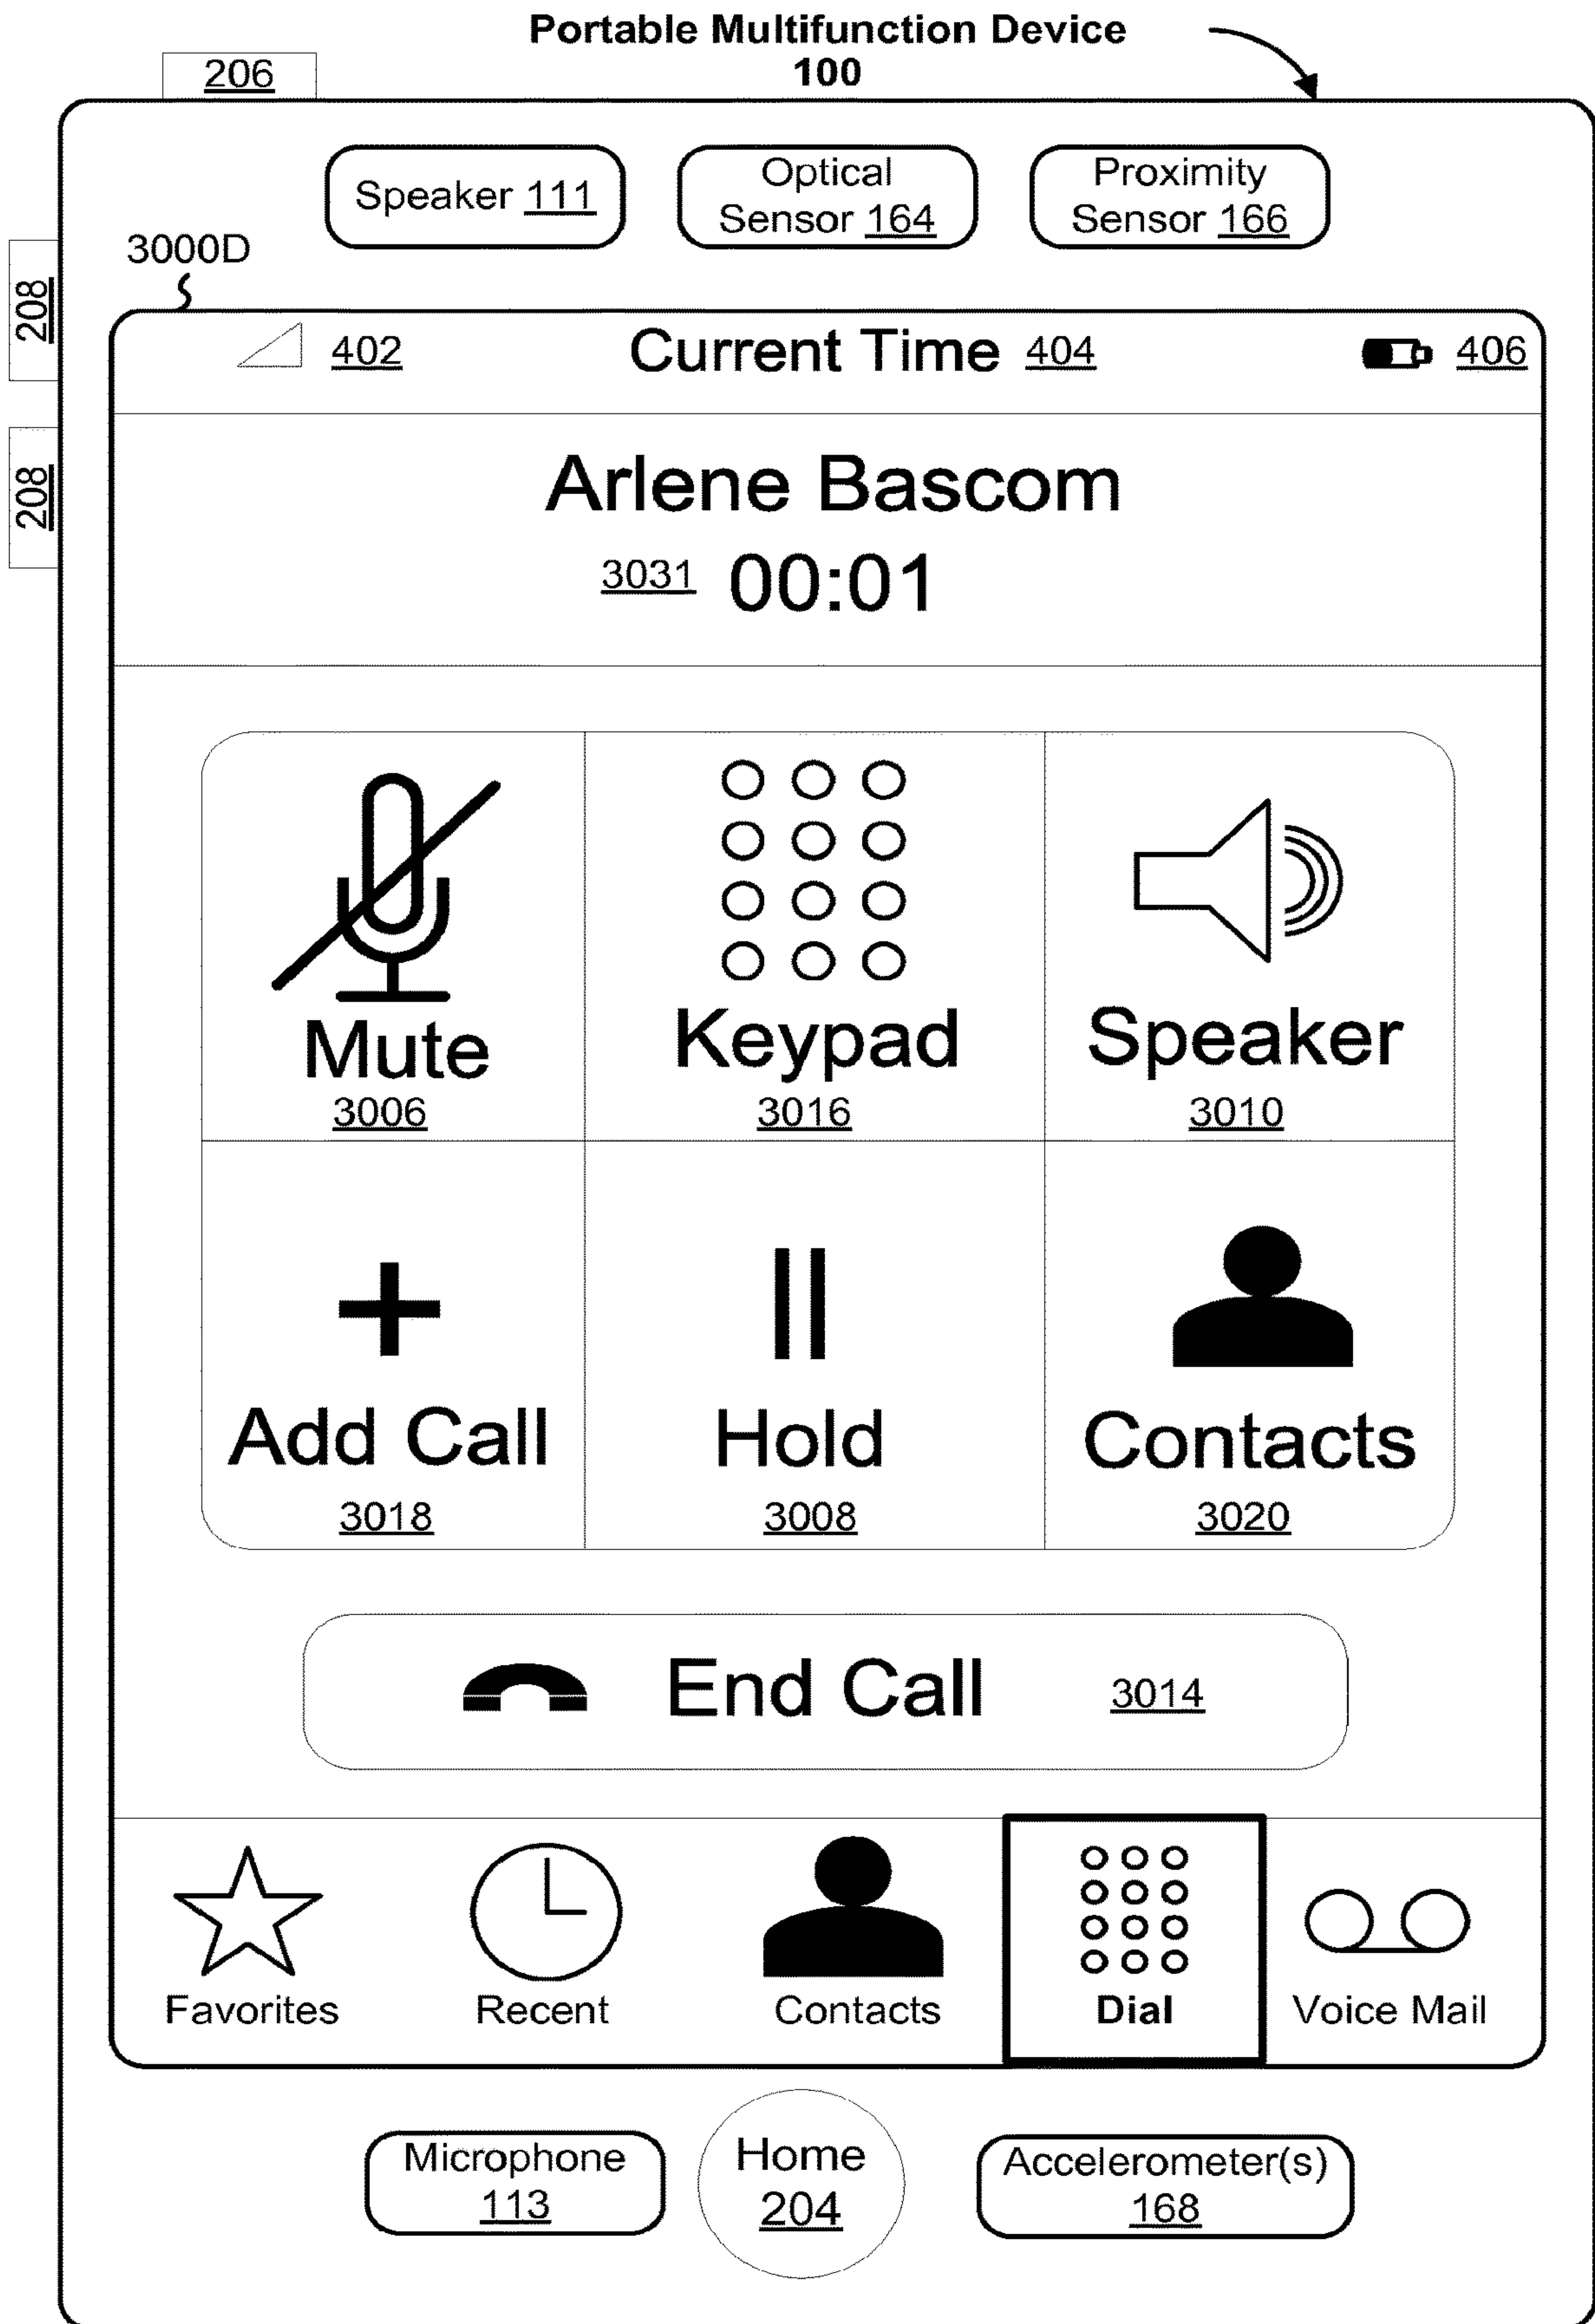 Portable Multifunction Device
100
206
Speaker 111
Optical
Sensor 164
Proximity
Sensor 166
3000D
208
208
402
Current Time 404
406
Arlene Bascom
3031 00:01
Mute
3006
Keypad
3016
Speaker
3010
Add Call
3018
Hold
3008
Contacts
3020
End Call 3014
Favorites
Recent
Contacts
Dial
Voice Mail
Microphone
113
Home
204
Accelerometer(s)
168